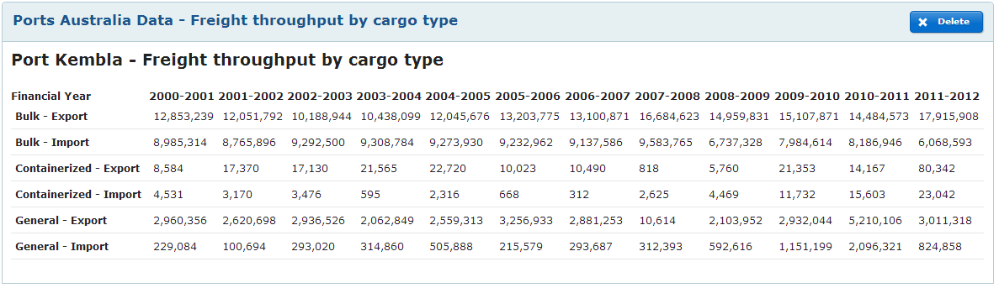 Ports Australia Data - Freight throughput by cargo type
Delete
Port Kembla - Freight throughput by cargo type
Financial Year 2000-2001 2001-2002 2002-2003 2003-2004 2004-2005 2005-2006 2006-2007 2007-2008 2008-2009 2009-2010 2010-2011 2011-2012
Bulk - Export 12,853,239 12,051,792 10,188,944 10,438,099 12,045,676 13,203,775 13,100,871 16,684,623 14,959,831 15,107,871 14,484,573 17,915,908
Bulk - Import 8,985,314 8,765,896 9,292,500 9,308,784 9,273,930 9,232,962 9,137,586 9,583,765 6,737,328 7,984,614 8,186,946 6,068,593
Containerized - Export 8,584 17,370 17,130 21,565 22,720 10,023 10,490 818 5,760 21,353 14,167 80,342
Containerized - Import 4,531 3,170 3,476 595 2,316 668 312 2,625 4,469 11,732 15,603 23,042
General - Export 2,960,356 2,620,698 2,936,526 2,062,849 2,559,313 3,256,933 2,881,253 10,614 2,103,952 2,932,044 5,210,106 3,011,318
General - Import 229,084 100,694 293,020 314,860 505,888 215,579 293,687 312,393 592,616 1,151,199 2,096,321 824,858